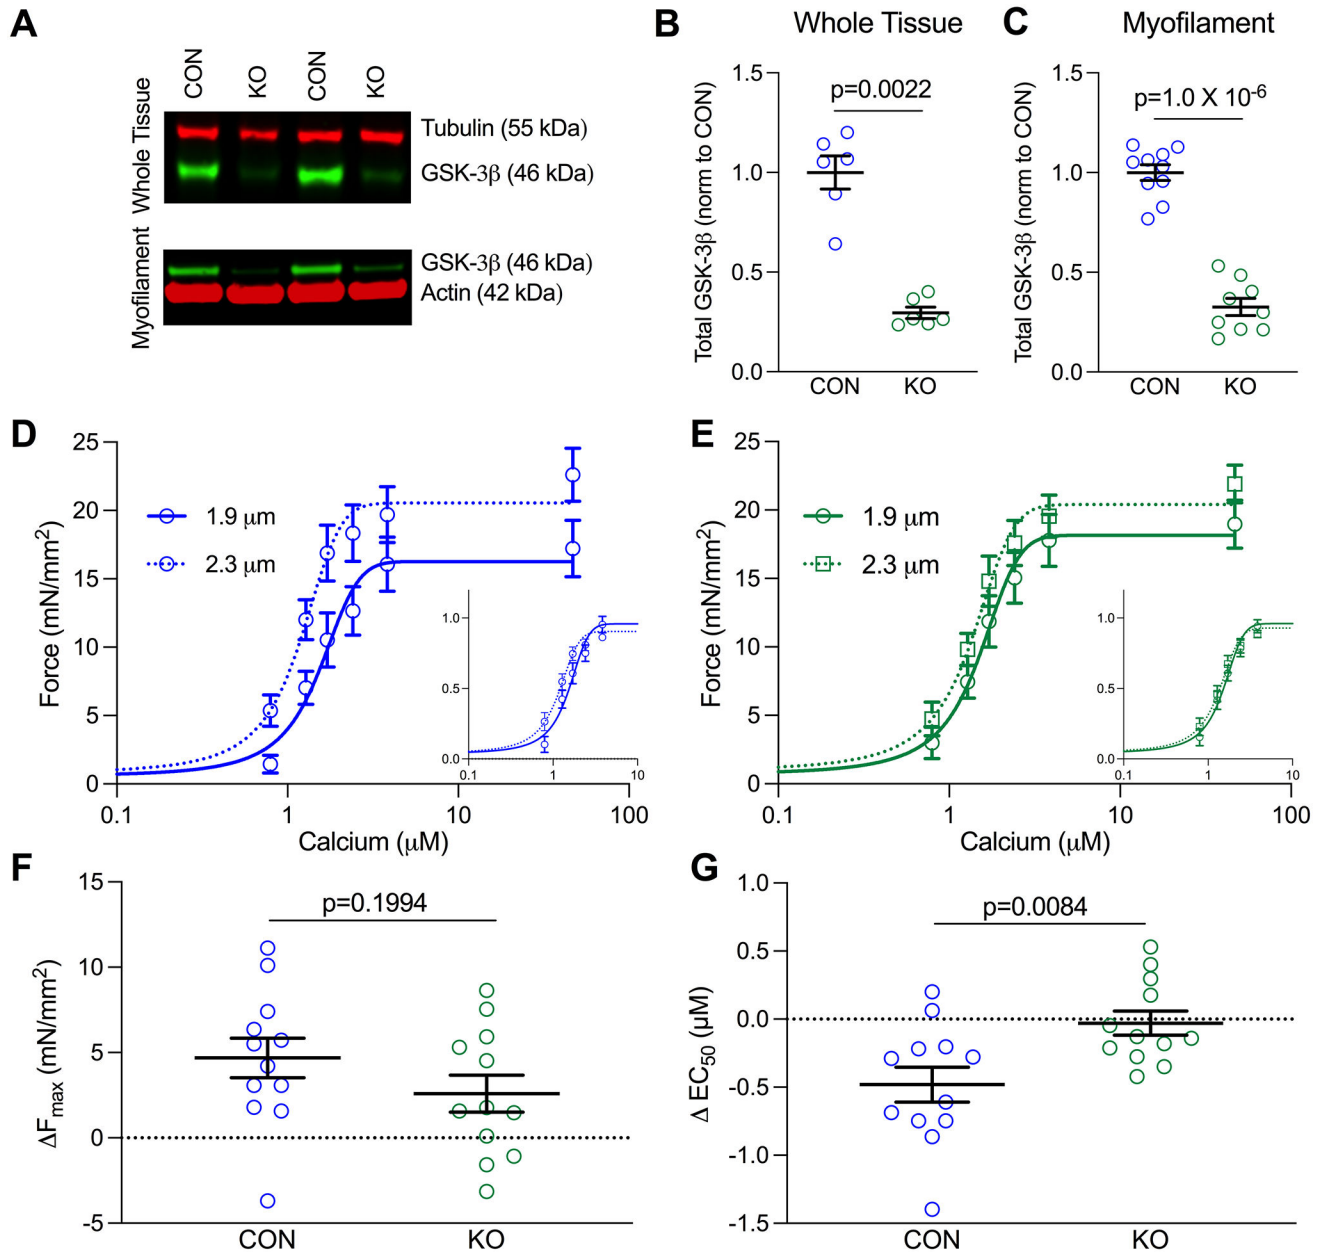 A
CON
KO
CON
KO
Whole Tissue
Tubulin (55 kDa)
GSK-3β (46 kDa)
Myofilament
GSK-3β (46 kDa)
Actin (42 kDa)
B
Whole Tissue
Total GSK-3β (norm to CON)
1.5
1.0
0.5
0.0
p=0.0022
CON
KO
C
Myofilament
Total GSK-3β (norm to CON)
1.5
1.0
0.5
0.0
p=1.0 X 10⁻⁶
CON
KO
D
Force (mN/mm²)
25
20
15
10
5
0
1.9 µm
2.3 µm
1.0
0.5
0.0
0.1
1
10
0.1
1
10
100
Calcium (µM)
E
Force (mN/mm²)
25
20
15
10
5
0
1.9 µm
2.3 µm
1.0
0.5
0.0
0.1
1
10
0.1
1
10
100
Calcium (µM)
F
ΔFmax (mN/mm²)
15
10
5
0
-5
p=0.1994
CON
KO
G
Δ EC₅₀ (µM)
1.0
0.5
0.0
-0.5
-1.0
-1.5
p=0.0084
CON
KO